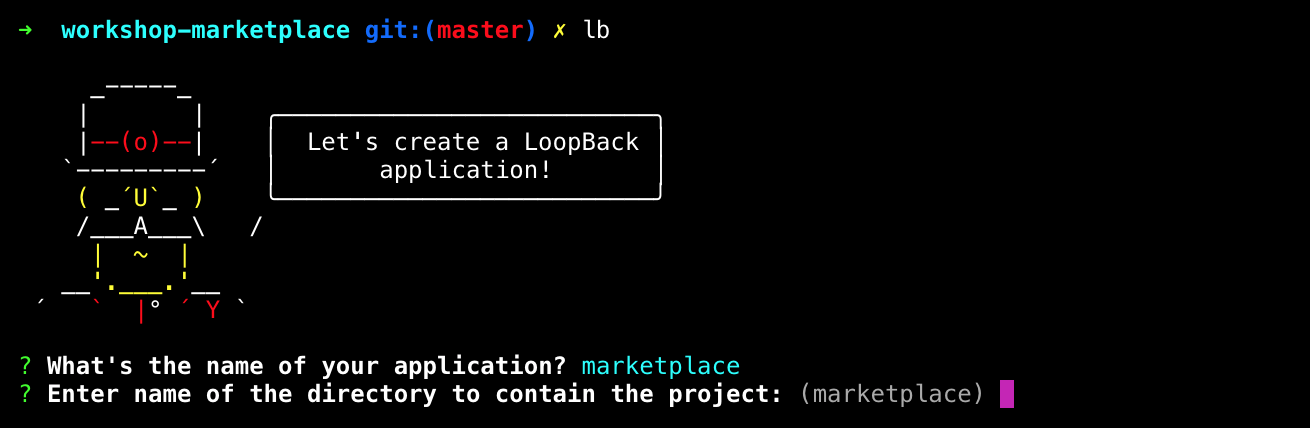 ➜  workshop-marketplace git:(master) ✗ lb
     _-----_
    |       |    ╭──────────────────────────╮
    |--(o)--|    │  Let's create a LoopBack │
   `---------´   │       application!       │
    ( _´U`_ )    ╰──────────────────────────╯
    /___A___\   /
     |  ~  |
   __'.___.'__
 ´   `  |° ´ Y `
? What's the name of your application? marketplace
? Enter name of the directory to contain the project: (marketplace)